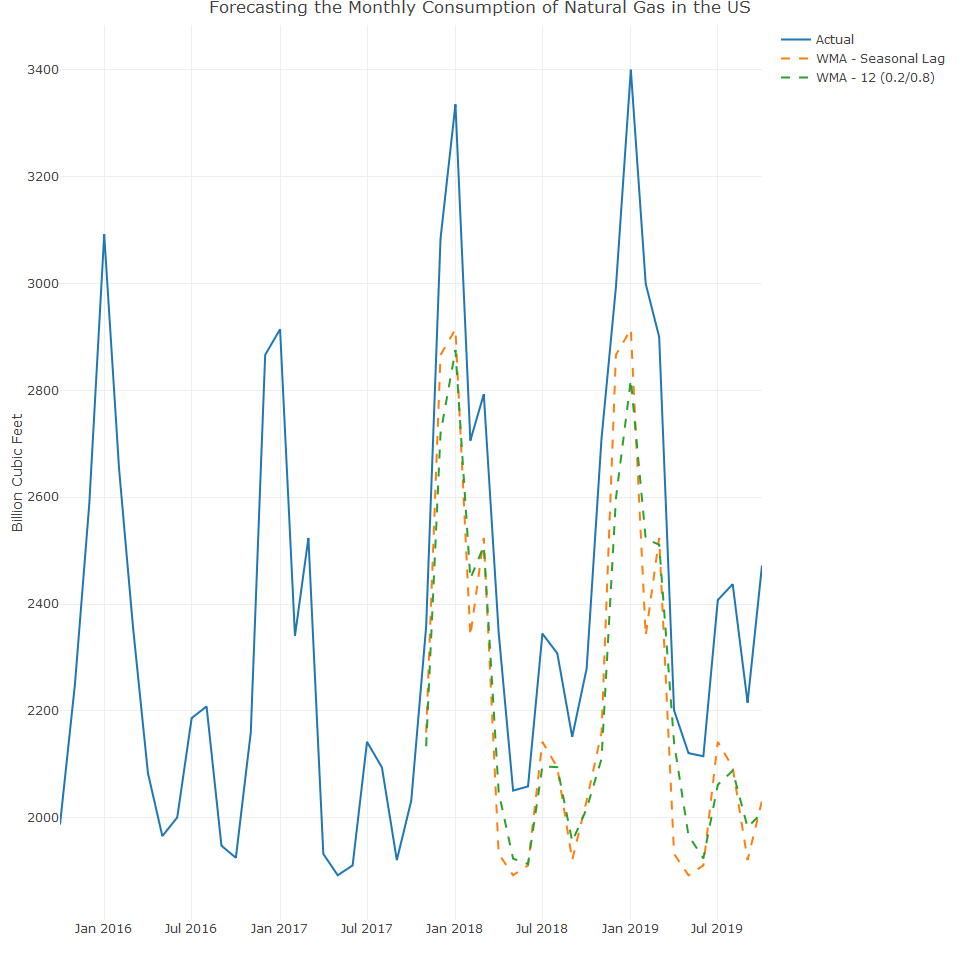 Forecasting the Monthly Consumption of Natural Gas in the US
Actual
WMA - Seasonal Lag
WMA - 12 (0.2/0.8)
Billion Cubic Feet
3400
3200
3000
2800
2600
2400
2200
2000
Jan 2016 Jul 2016 Jan 2017 Jul 2017 Jan 2018 Jul 2018 Jan 2019 Jul 2019